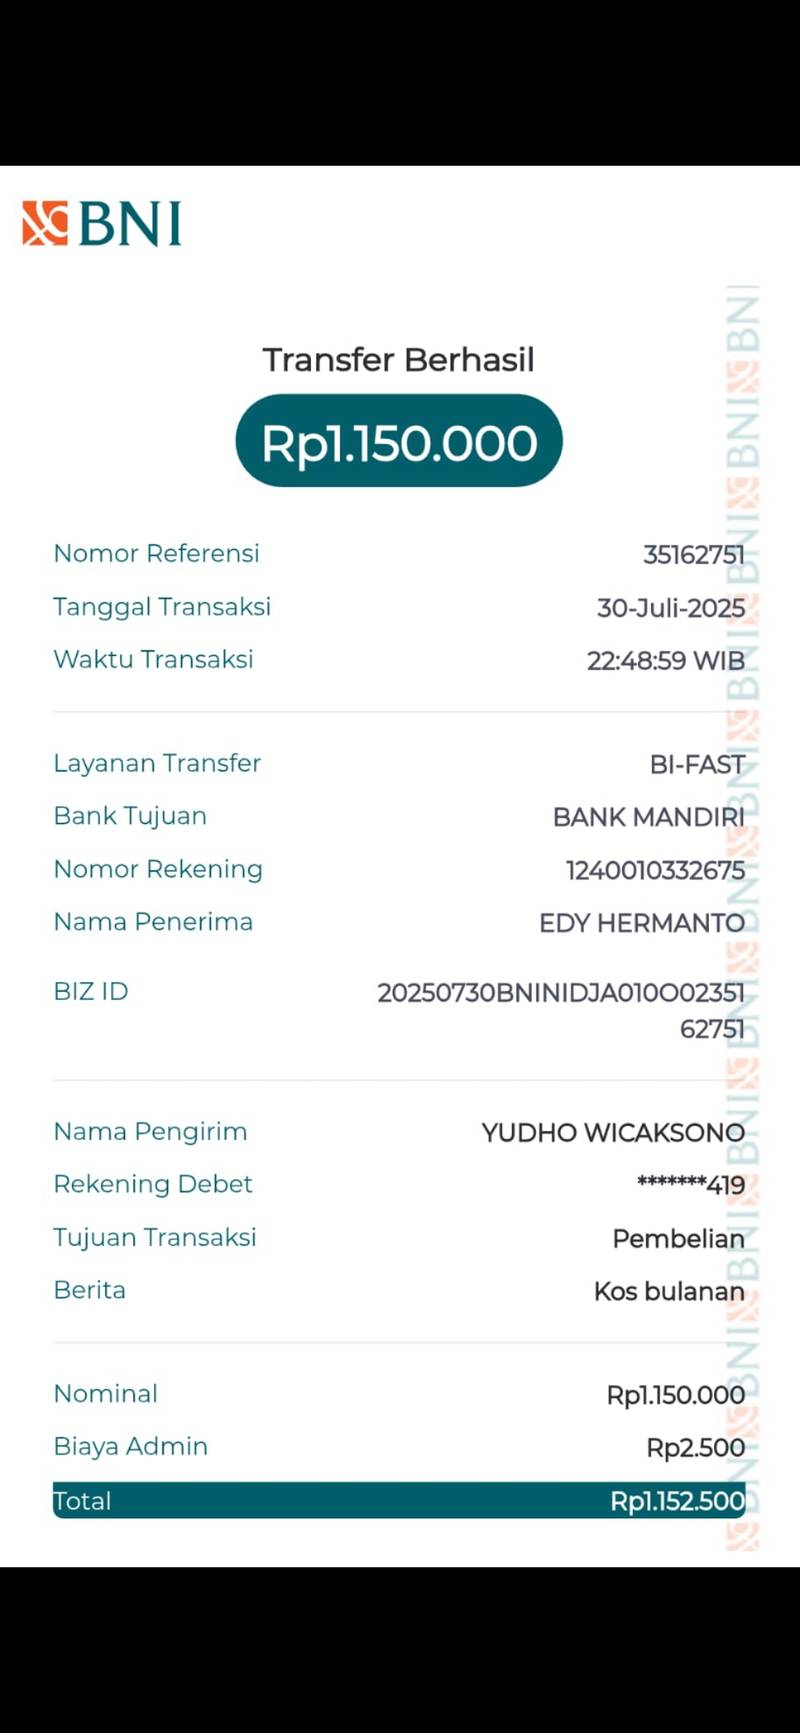 BNI
Transfer Berhasil
Rp1.150.000
Nomor Referensi 35162751
Tanggal Transaksi 30-Juli-2025
Waktu Transaksi 22:48:59 WIB
Layanan Transfer BI-FAST
Bank Tujuan BANK MANDIRI
Nomor Rekening 1240010332675
Nama Penerima EDY HERMANTO
BIZ ID 20250730BNINIDJA010O02351
62751
Nama Pengirim YUDHO WICAKSONO
Rekening Debet *******419
Tujuan Transaksi Pembelian
Berita Kos bulanan
Nominal Rp1.150.000
Biaya Admin Rp2.500
Total Rp1.152.500
BNI BNI BNI BNI BNI BNI BNI BNI BNI BNI BNI